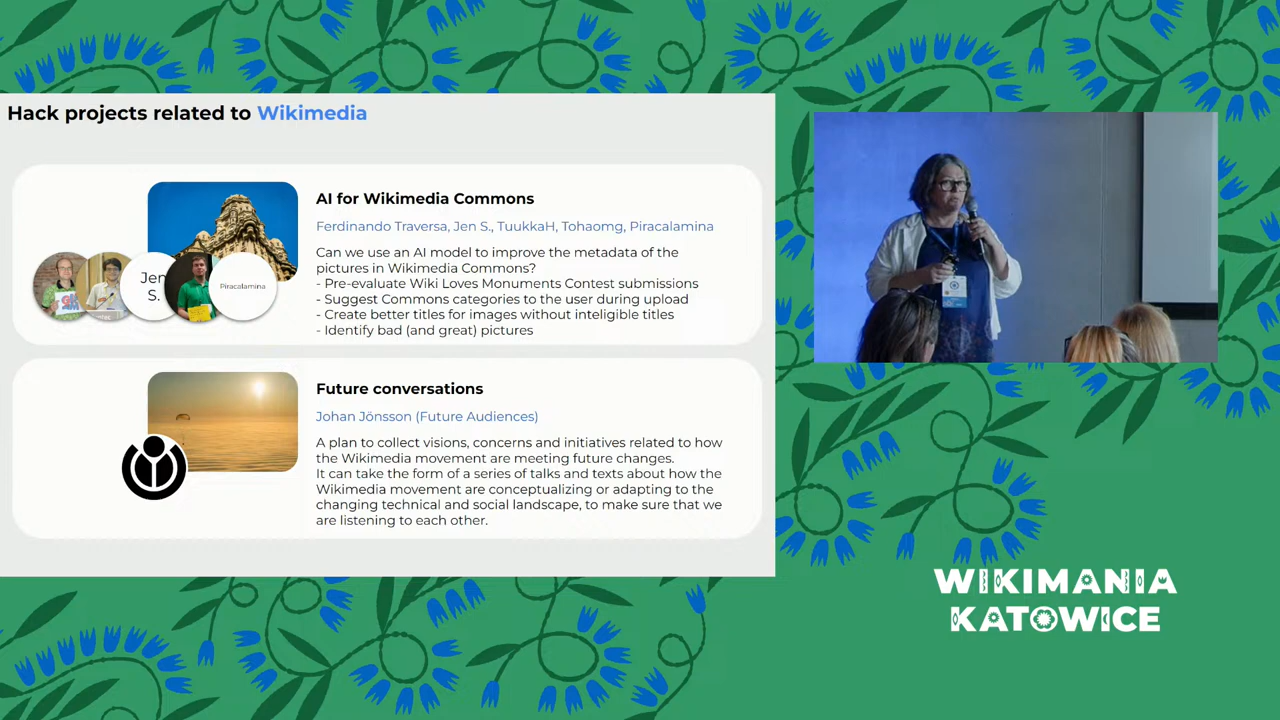 Hack projects related to Wikimedia
AI for Wikimedia Commons
Ferdinando Traversa, Jen S., TuukkaH, Tohaomg, Piracalamina
Can we use an AI model to improve the metadata of the
pictures in Wikimedia Commons?
- Pre-evaluate Wiki Loves Monuments Contest submissions
- Suggest Commons categories to the user during upload
- Create better titles for images without inteligible titles
- Identify bad (and great) pictures
Jen
S.
Piracalamina
Future conversations
Johan Jönsson (Future Audiences)
A plan to collect visions, concerns and initiatives related to how
the Wikimedia movement are meeting future changes.
It can take the form of a series of talks and texts about how the
Wikimedia movement are conceptualizing or adapting to the
changing technical and social landscape, to make sure that we
are listening to each other.
WIKIMANIA
KATOWICE